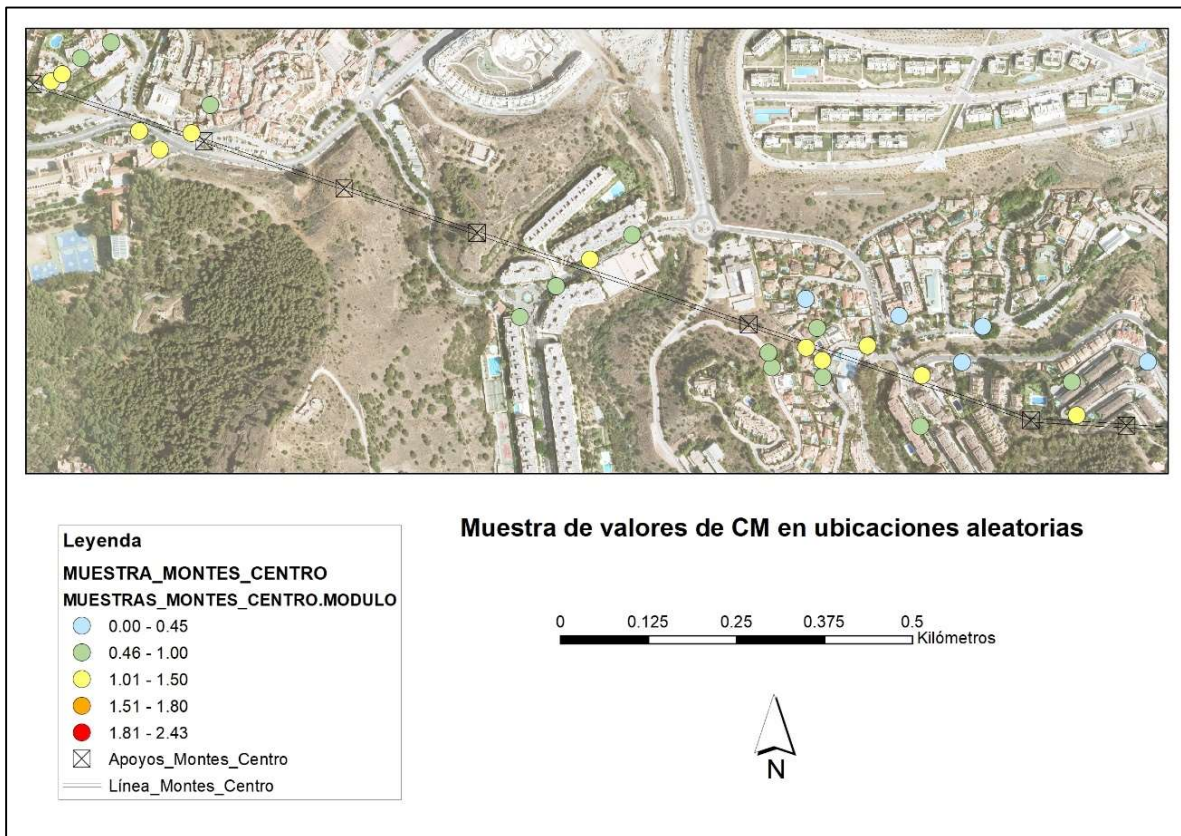 Muestra de valores de CM en ubicaciones aleatorias
Leyenda
MUESTRA_MONTES_CENTRO
MUESTRAS_MONTES_CENTRO.MODULO
0.00 - 0.45
0.46 - 1.00
1.01 - 1.50
1.51 - 1.80
1.81 - 2.43
Apoyos_Montes_Centro
Línea_Montes_Centro
0 0.125 0.25 0.375 0.5
Kilómetros
N